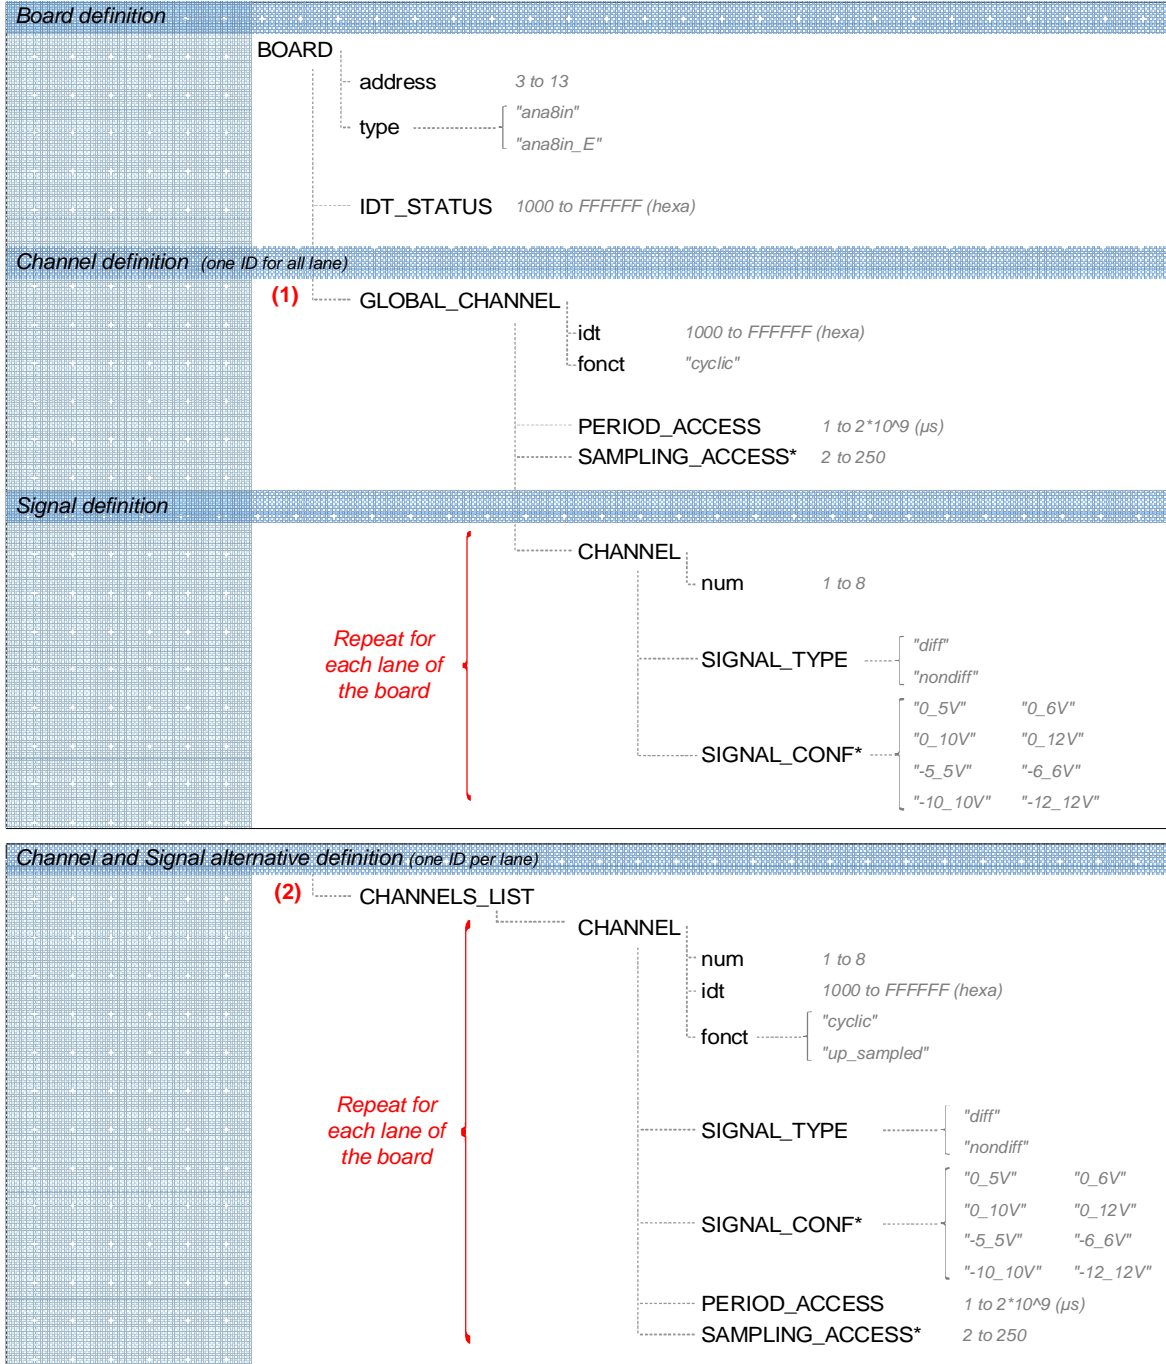 Board definition
BOARD
address 3 to 13
"ana8in"
type
"ana8in_E"
IDT_STATUS 1000 to FFFFFF (hexa)
Channel definition (one ID for all lane)
(1) GLOBAL_CHANNEL
idt 1000 to FFFFFF (hexa)
fonct "cyclic"
PERIOD_ACCESS 1 to 2*10^9 (µs)
SAMPLING_ACCESS* 2 to 250
Signal definition
CHANNEL
num 1 to 8
Repeat for
each lane of
the board
"diff"
SIGNAL_TYPE
"nondiff"
"0_5V" "0_6V"
"0_10V" "0_12V"
SIGNAL_CONF*
"-5_5V" "-6_6V"
"-10_10V" "-12_12V"
Channel and Signal alternative definition (one ID per lane)
(2) CHANNELS_LIST
CHANNEL
num 1 to 8
idt 1000 to FFFFFF (hexa)
"cyclic"
fonct
"up_sampled"
Repeat for
each lane of
the board
"diff"
SIGNAL_TYPE
"nondiff"
"0_5V" "0_6V"
"0_10V" "0_12V"
SIGNAL_CONF*
"-5_5V" "-6_6V"
"-10_10V" "-12_12V"
PERIOD_ACCESS 1 to 2*10^9 (µs)
SAMPLING_ACCESS* 2 to 250